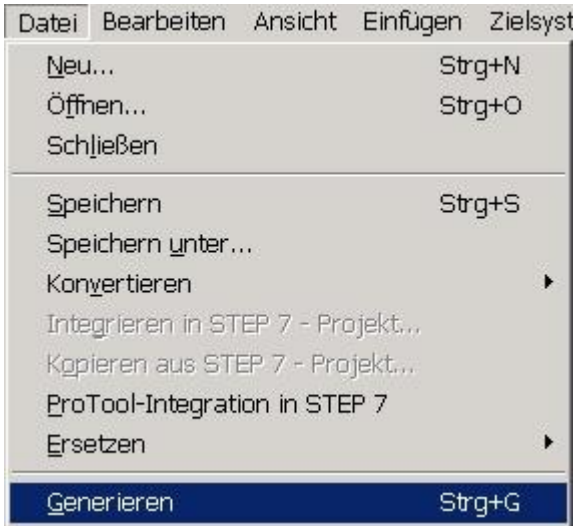 Datei Bearbeiten Ansicht Einfügen Zielsyst
Neu... Strg+N
Öffnen... Strg+O
Schließen
Speichern Strg+S
Speichern unter...
Konvertieren
Integrieren in STEP 7 - Projekt...
Kopieren aus STEP 7 - Projekt...
ProTool-Integration in STEP 7
Ersetzen
Generieren Strg+G